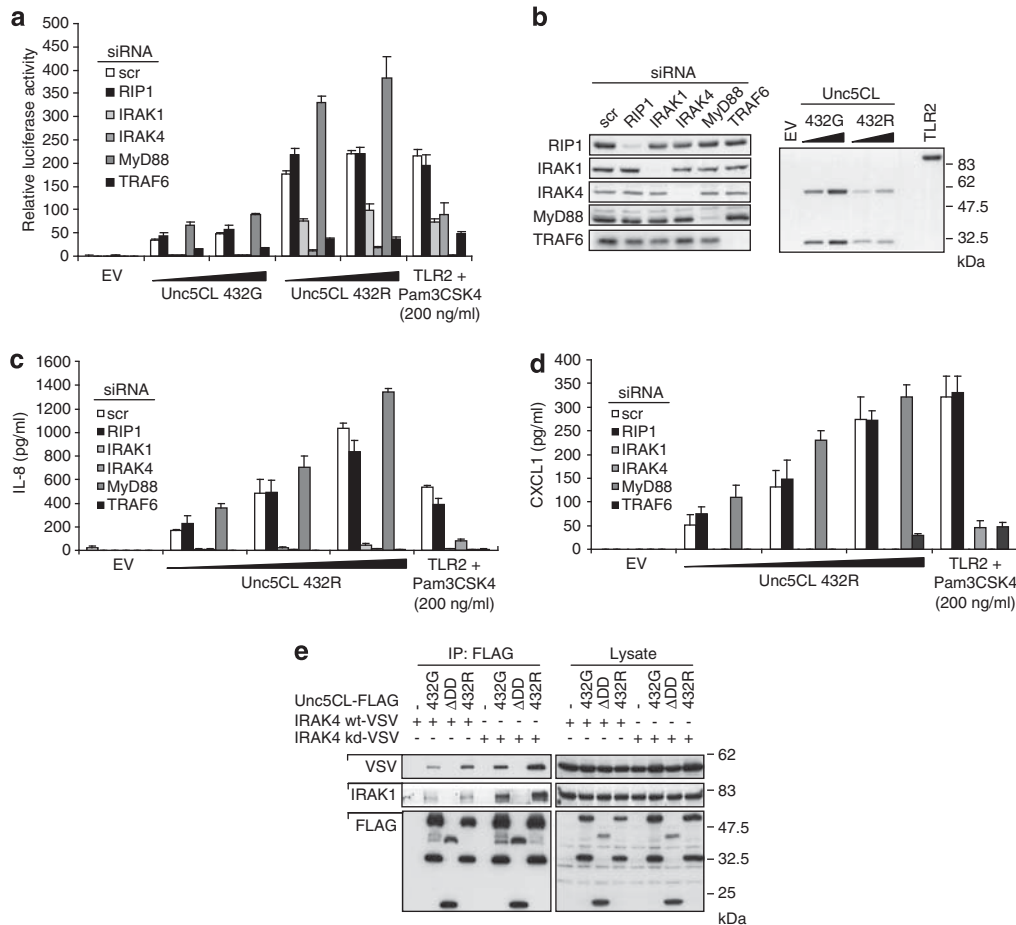 a
Relative luciferase activity
500
450
400
350
300
250
200
150
100
50
0
siRNA
scr
RIP1
IRAK1
IRAK4
MyD88
TRAF6
EV
Unc5CL 432G
Unc5CL 432R
TLR2 +
Pam3CSK4
(200 ng/ml)
b
siRNA
scr
RIP1
IRAK1
IRAK4
MyD88
TRAF6
RIP1
IRAK1
IRAK4
MyD88
TRAF6
Unc5CL
EV
432G
432R
TLR2
83
62
47.5
32.5
kDa
c
IL-8 (pg/ml)
1600
1400
1200
1000
800
600
400
200
0
siRNA
scr
RIP1
IRAK1
IRAK4
MyD88
TRAF6
EV
Unc5CL 432R
TLR2 +
Pam3CSK4
(200 ng/ml)
d
CXCL1 (pg/ml)
400
350
300
250
200
150
100
50
0
siRNA
scr
RIP1
IRAK1
IRAK4
MyD88
TRAF6
EV
Unc5CL 432R
TLR2 +
Pam3CSK4
(200 ng/ml)
e
IP: FLAG
Lysate
Unc5CL-FLAG - 432G ΔDD 432R - 432G ΔDD 432R - 432G ΔDD 432R - 432G ΔDD 432R
IRAK4 wt-VSV + + + + - - - - + + + + - - - -
IRAK4 kd-VSV - - - - + + + + - - - - + + + +
VSV
IRAK1
FLAG
62
83
47.5
32.5
25
kDa